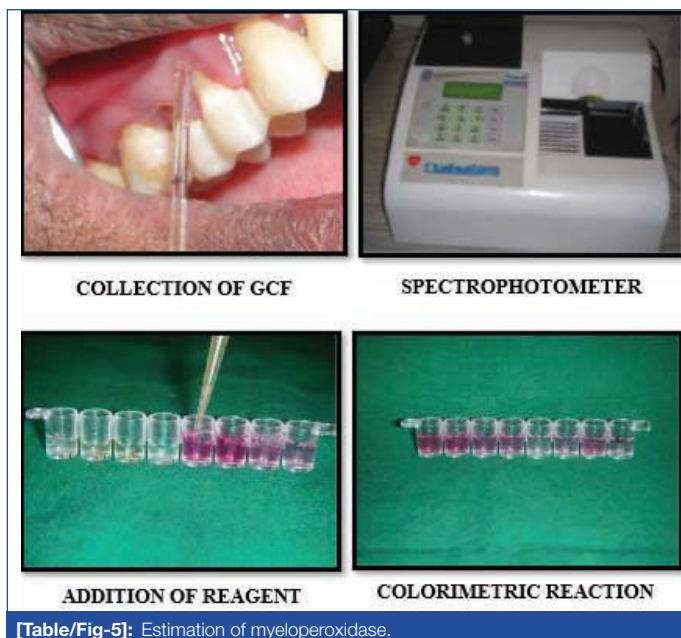 COLLECTION OF GCF
SPECTROPHOTOMETER
ADDITION OF REAGENT
COLORIMETRIC REACTION
[Table/Fig-5]: Estimation of myeloperoxidase.